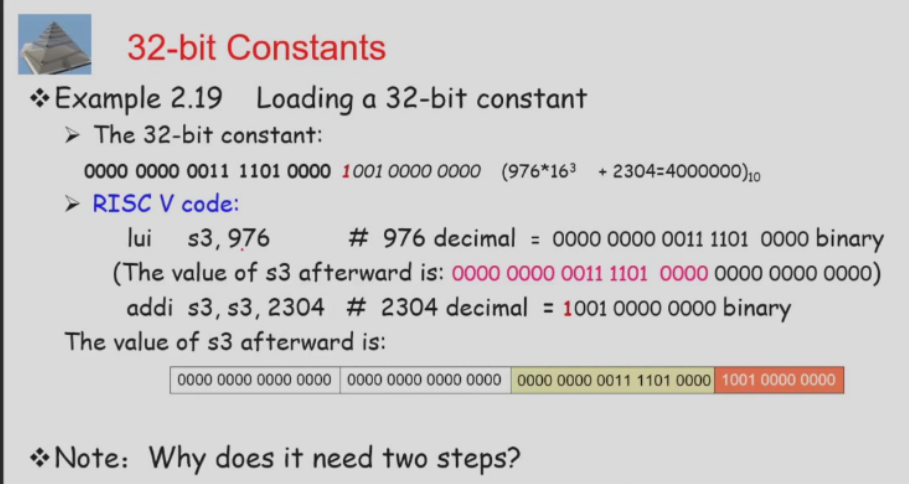 32-bit Constants
❖Example 2.19 Loading a 32-bit constant
➢ The 32-bit constant:
0000 0000 0011 1101 0000 1001 0000 0000 (976*16³ + 2304=4000000)₁₀
➢ RISC V code:
lui s3, 976 # 976 decimal = 0000 0000 0011 1101 0000 binary
(The value of s3 afterward is: 0000 0000 0011 1101 0000 0000 0000 0000)
addi s3, s3, 2304 # 2304 decimal = 1001 0000 0000 binary
The value of s3 afterward is:
0000 0000 0000 0000 0000 0000 0000 0000 0000 0000 0011 1101 0000 1001 0000 0000
❖Note: Why does it need two steps?